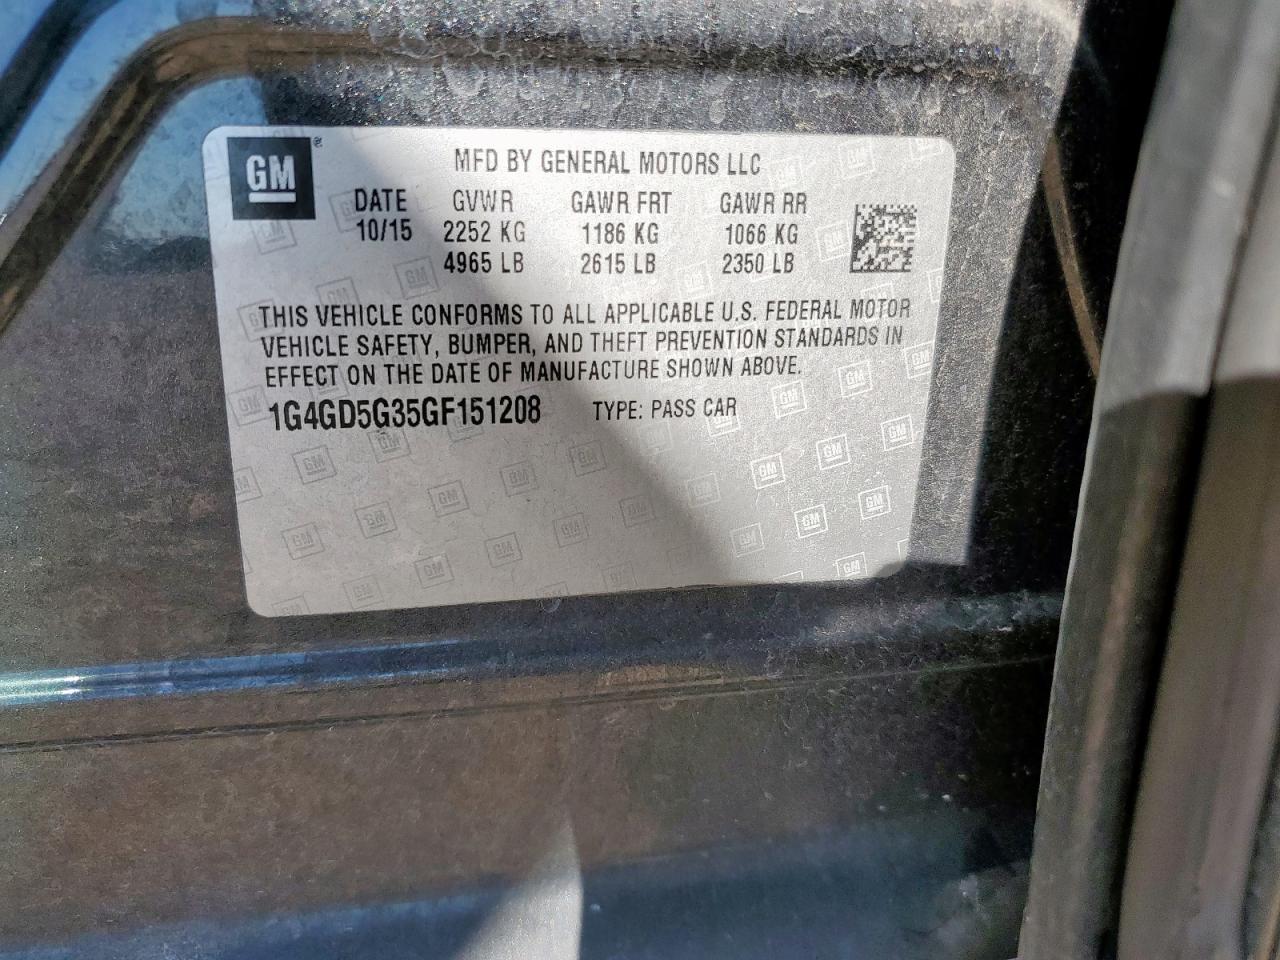 GM ®
MFD BY GENERAL MOTORS LLC
DATE GVWR GAWR FRT GAWR RR
10/15 2252 KG 1186 KG 1066 KG
4965 LB 2615 LB 2350 LB
THIS VEHICLE CONFORMS TO ALL APPLICABLE U.S. FEDERAL MOTOR
VEHICLE SAFETY, BUMPER, AND THEFT PREVENTION STANDARDS IN
EFFECT ON THE DATE OF MANUFACTURE SHOWN ABOVE.
1G4GD5G35GF151208 TYPE: PASS CAR